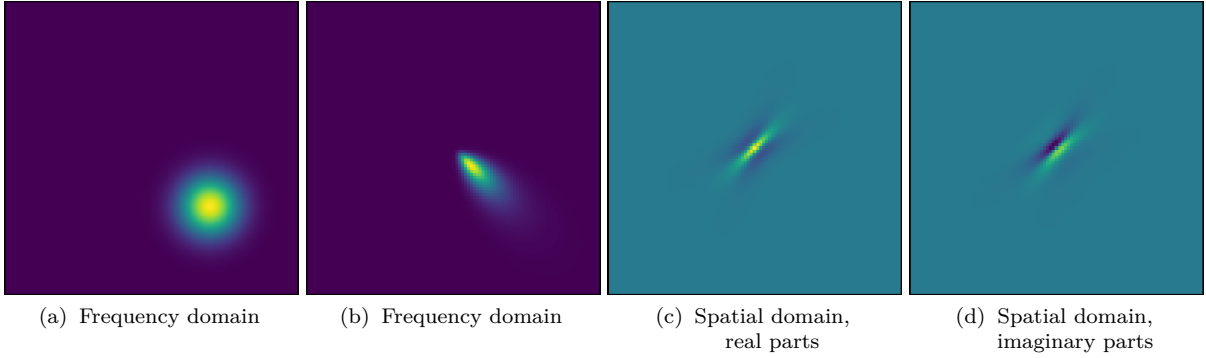 (a) Frequency domain
(b) Frequency domain
(c) Spatial domain,
real parts
(d) Spatial domain,
imaginary parts